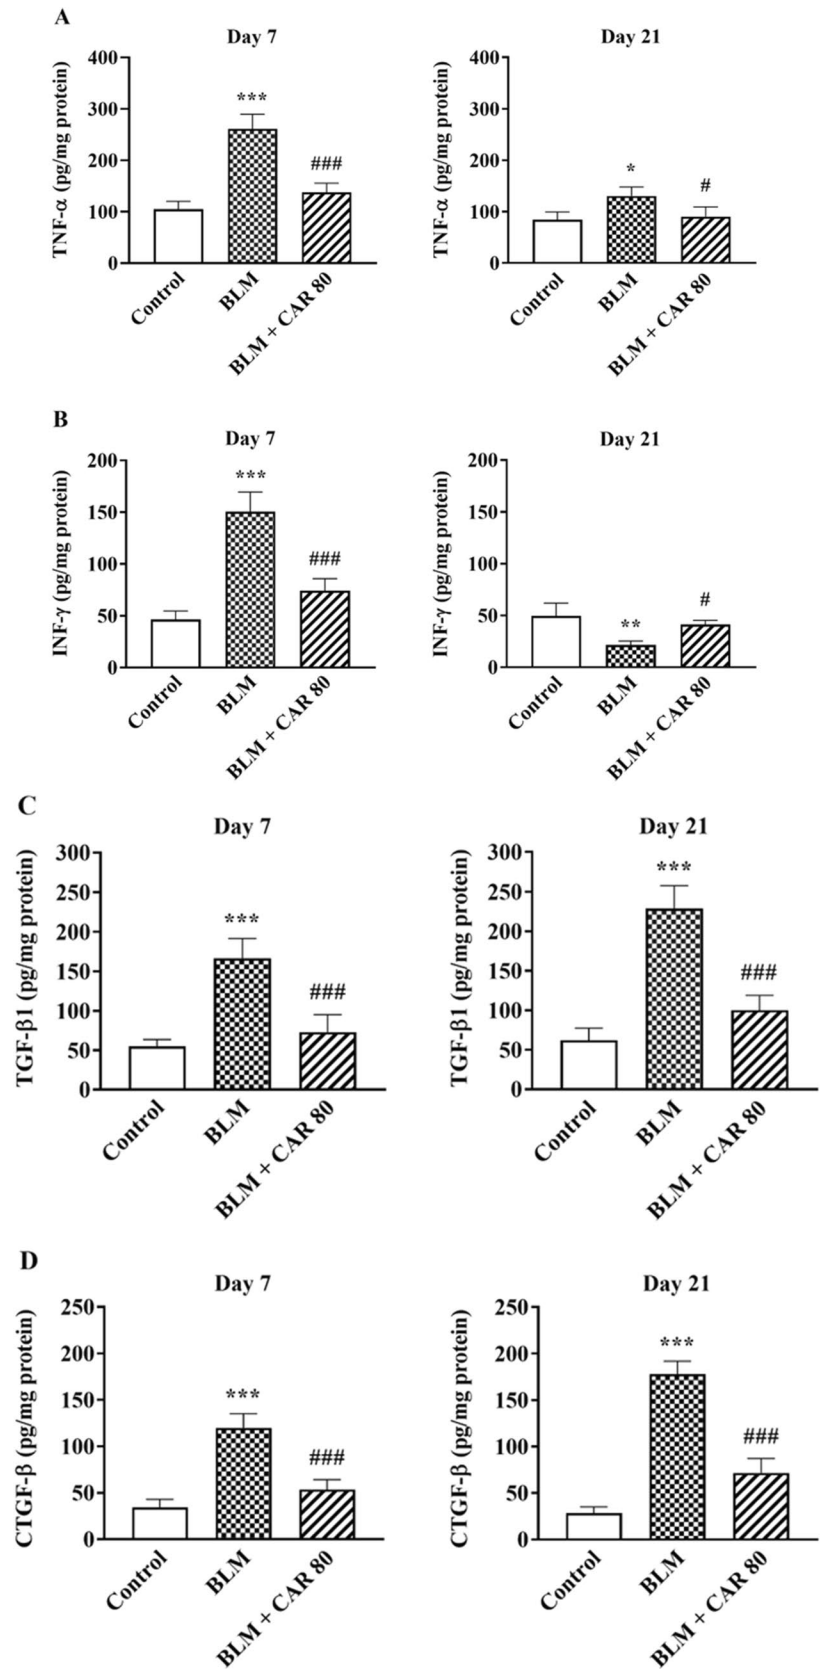 A
Day 7
Day 21
TNF-α (pg/mg protein)
400
300
200
100
0
***
###
Control
BLM
BLM + CAR 80
TNF-α (pg/mg protein)
400
300
200
100
0
*
#
Control
BLM
BLM + CAR 80
B
Day 7
Day 21
INF-γ (pg/mg protein)
200
150
100
50
0
***
###
Control
BLM
BLM + CAR 80
INF-γ (pg/mg protein)
200
150
100
50
0
**
#
Control
BLM
BLM + CAR 80
C
Day 7
Day 21
TGF-β1 (pg/mg protein)
300
250
200
150
100
50
0
***
###
Control
BLM
BLM + CAR 80
TGF-β1 (pg/mg protein)
300
250
200
150
100
50
0
***
###
Control
BLM
BLM + CAR 80
D
Day 7
Day 21
CTGF-β (pg/mg protein)
250
200
150
100
50
0
***
###
Control
BLM
BLM + CAR 80
CTGF-β (pg/mg protein)
250
200
150
100
50
0
***
###
Control
BLM
BLM + CAR 80